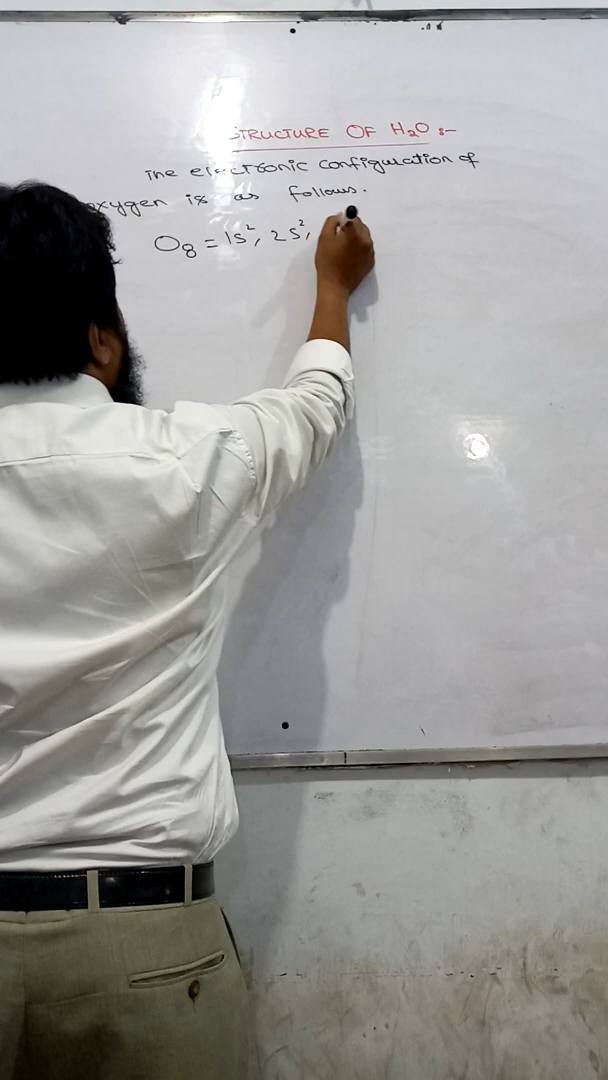 STRUCTURE OF H₂O :-
The electronic configuration of
oxygen is as follows.
O₈ = 1S², 2S²,